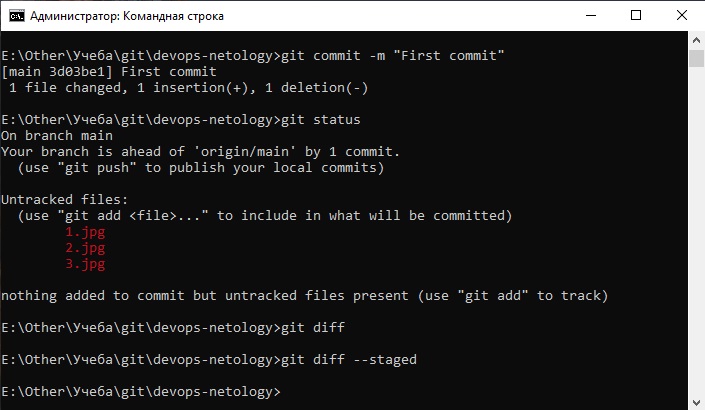 Администратор: Командная строка
E:\Other\Учеба\git\devops-netology>git commit -m "First commit"
[main 3d03be1] First commit
 1 file changed, 1 insertion(+), 1 deletion(-)
E:\Other\Учеба\git\devops-netology>git status
On branch main
Your branch is ahead of 'origin/main' by 1 commit.
  (use "git push" to publish your local commits)
Untracked files:
  (use "git add <file>..." to include in what will be committed)
        1.jpg
        2.jpg
        3.jpg
nothing added to commit but untracked files present (use "git add" to track)
E:\Other\Учеба\git\devops-netology>git diff
E:\Other\Учеба\git\devops-netology>git diff --staged
E:\Other\Учеба\git\devops-netology>